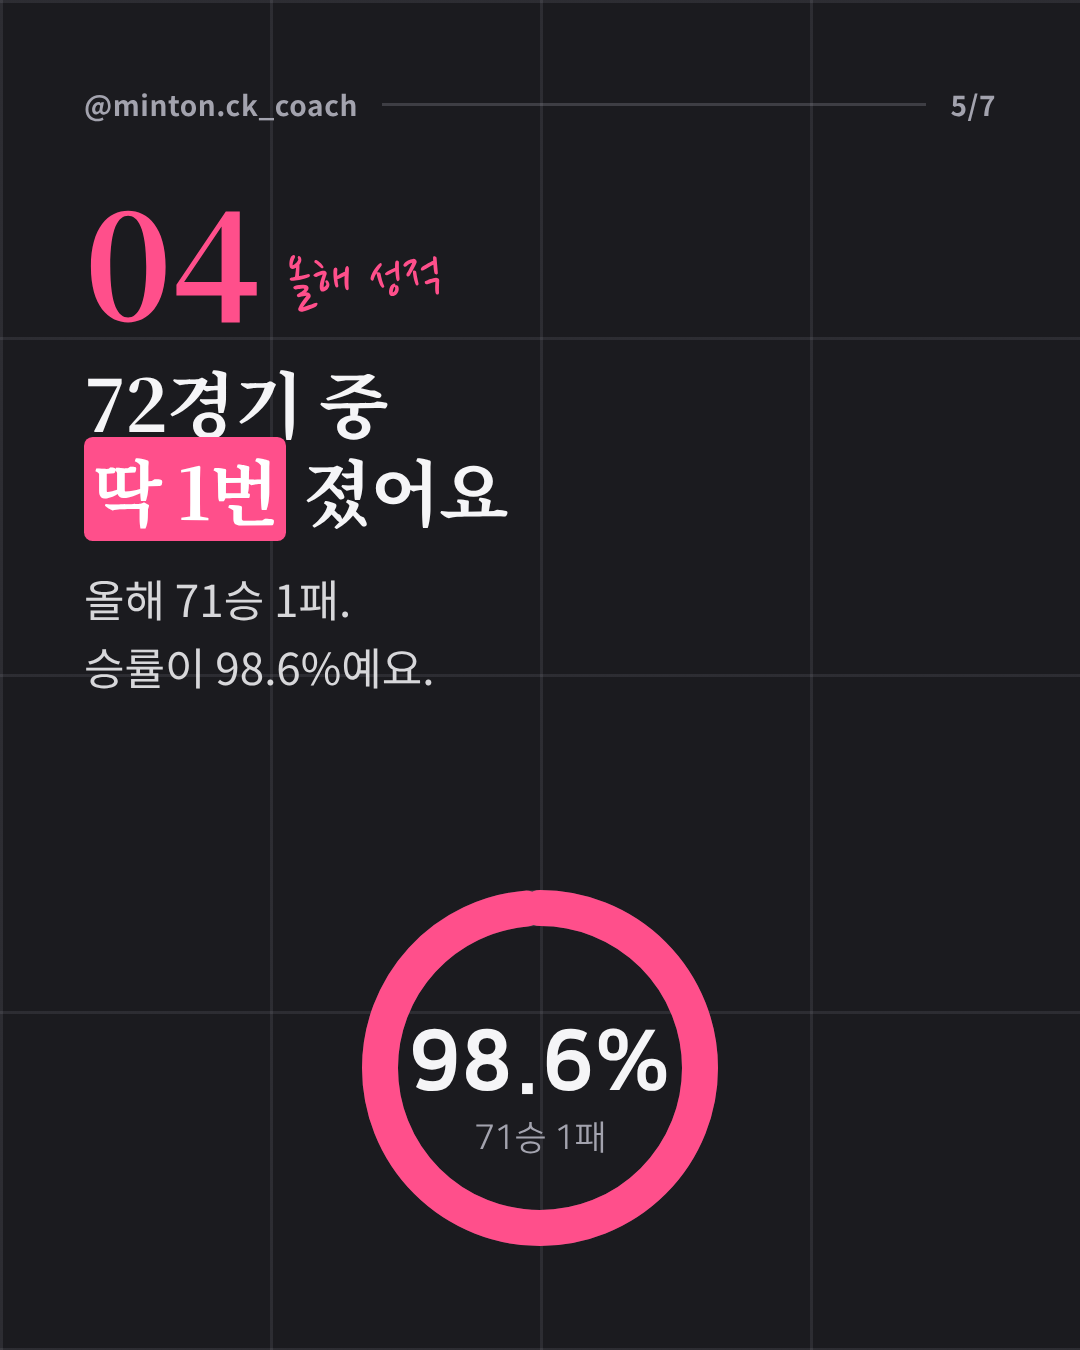 @minton.ck_coach 5/7
04 올해 성적
72경기 중
딱 1번 졌어요
올해 71승 1패.
승률이 98.6%예요.
98.6%
71승 1패